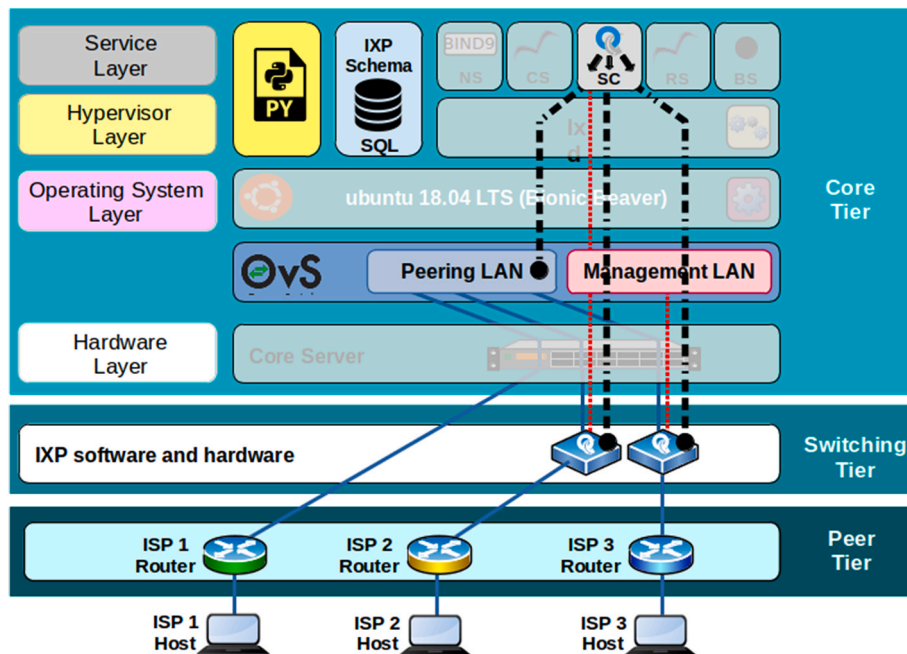 Service
Layer
Hypervisor
Layer
Operating System
Layer
Hardware
Layer
PY
IXP
Schema
SQL
BIND9
NS
CS
SC
RS
BS
lx
d
ubuntu 18.04 LTS (Bionic Beaver)
OvS
Peering LAN
Management LAN
Core Server
Core
Tier
IXP software and hardware
Switching
Tier
ISP 1
Router
ISP 2
Router
ISP 3
Router
Peer
Tier
ISP 1
Host
ISP 2
Host
ISP 3
Host